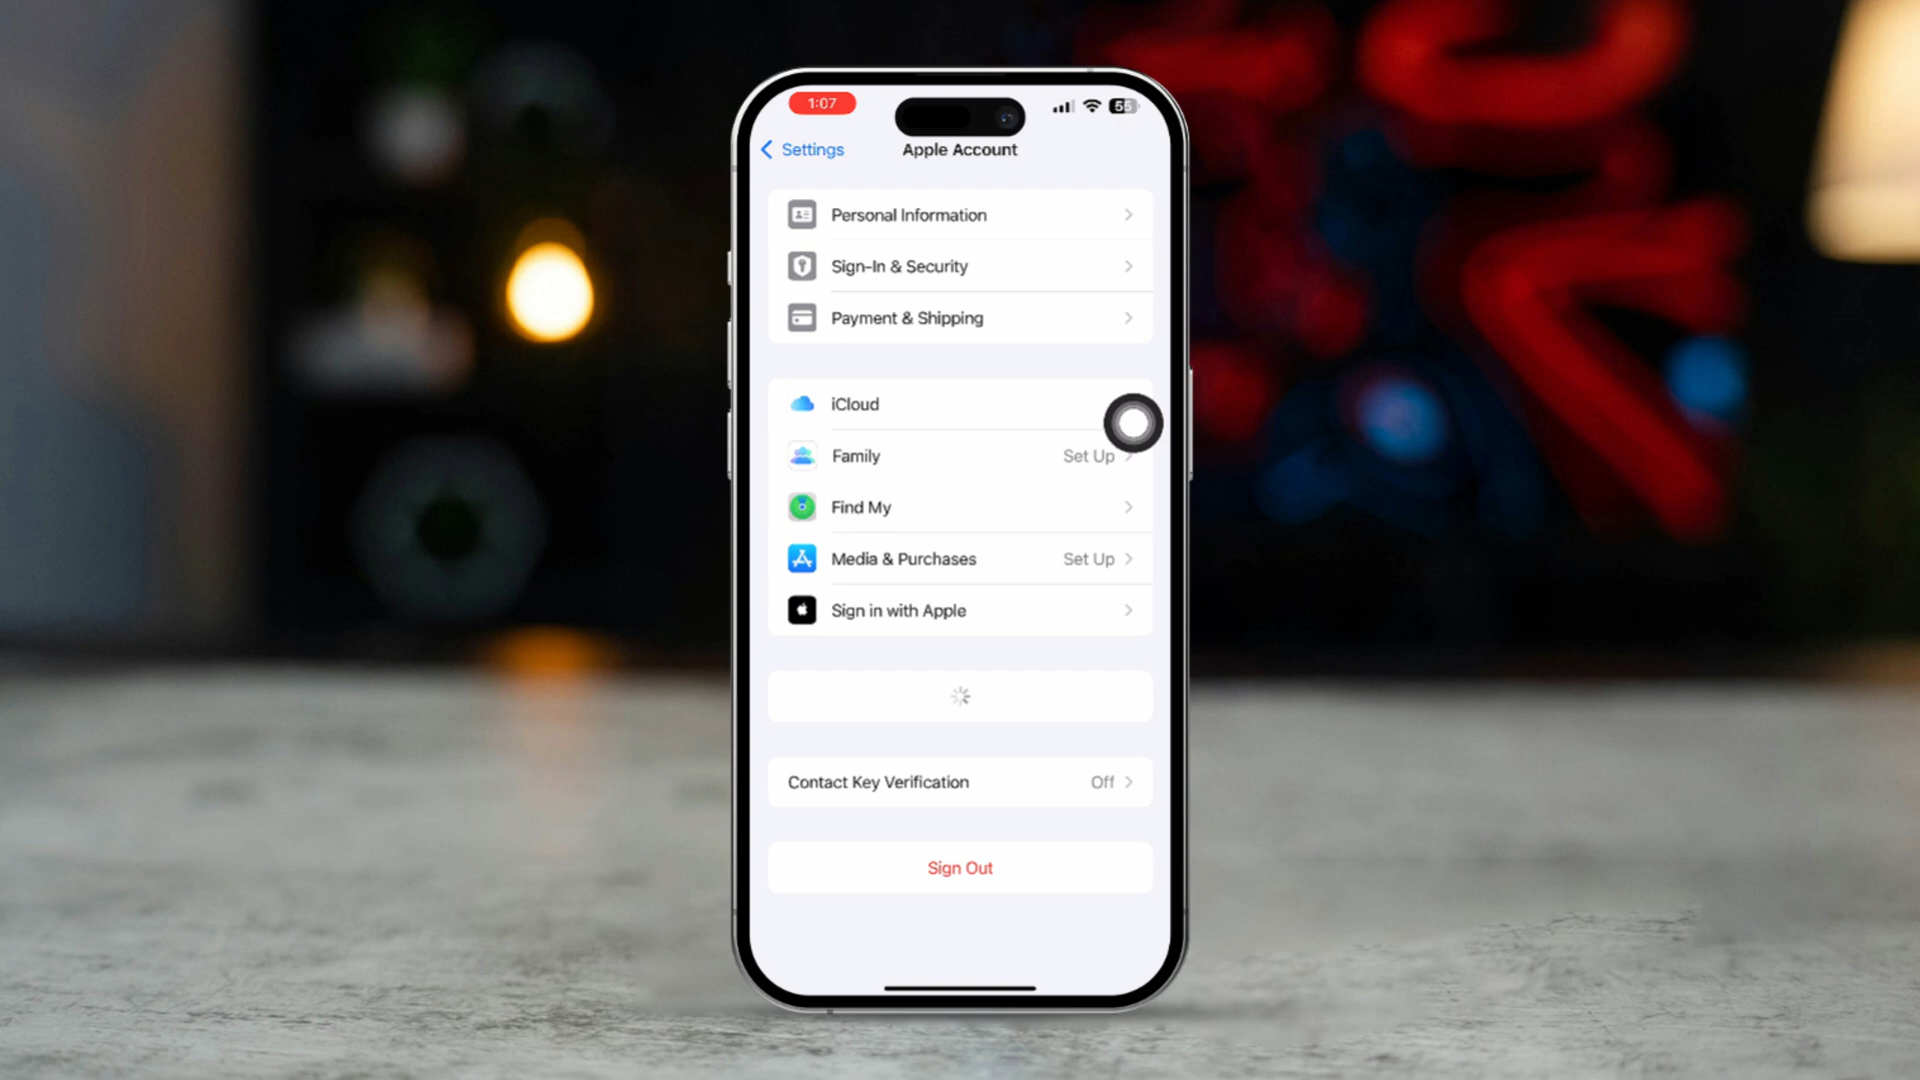 1:07
55
Settings
Apple Account
Personal Information
Sign-In & Security
Payment & Shipping
iCloud
Family
Set Up
Find My
Media & Purchases
Set Up
Sign in with Apple
Contact Key Verification
Off
Sign Out